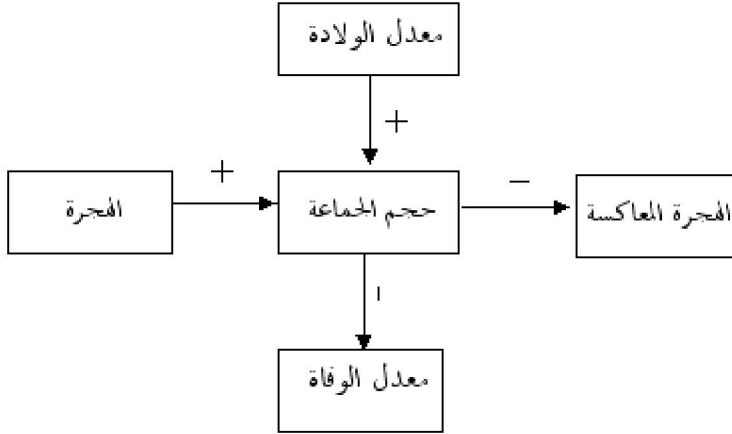 معدل الولادة
+
+
-
الهجرة
حجم الجماعة
الهجرة المعاكسة
-
معدل الوفاة